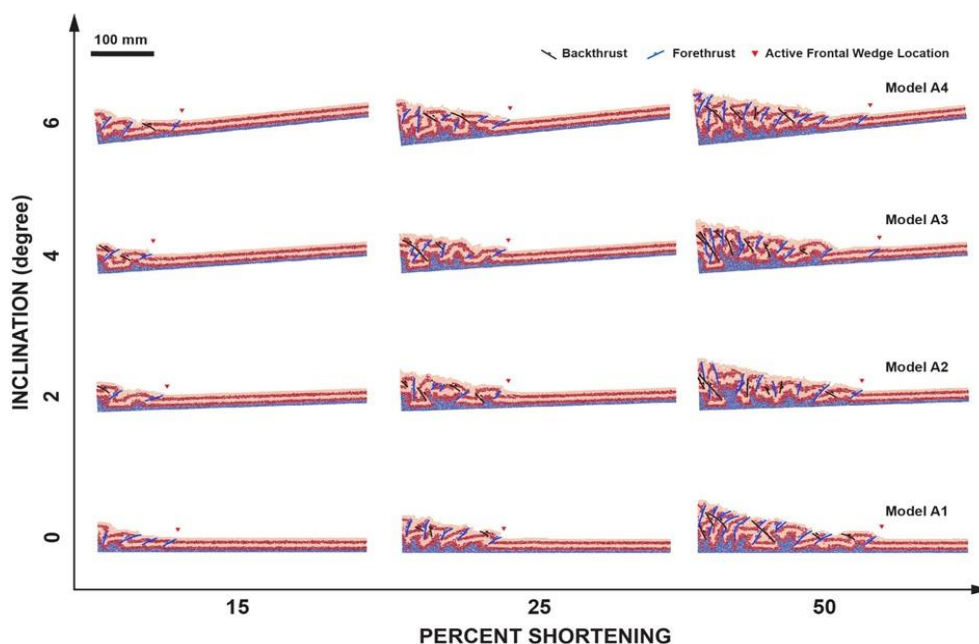 100 mm
Backthrust
Forethrust
Active Frontal Wedge Location
Model A4
6
Model A3
4
Model A2
2
Model A1
0
INCLINATION (degree)
15
25
50
PERCENT SHORTENING